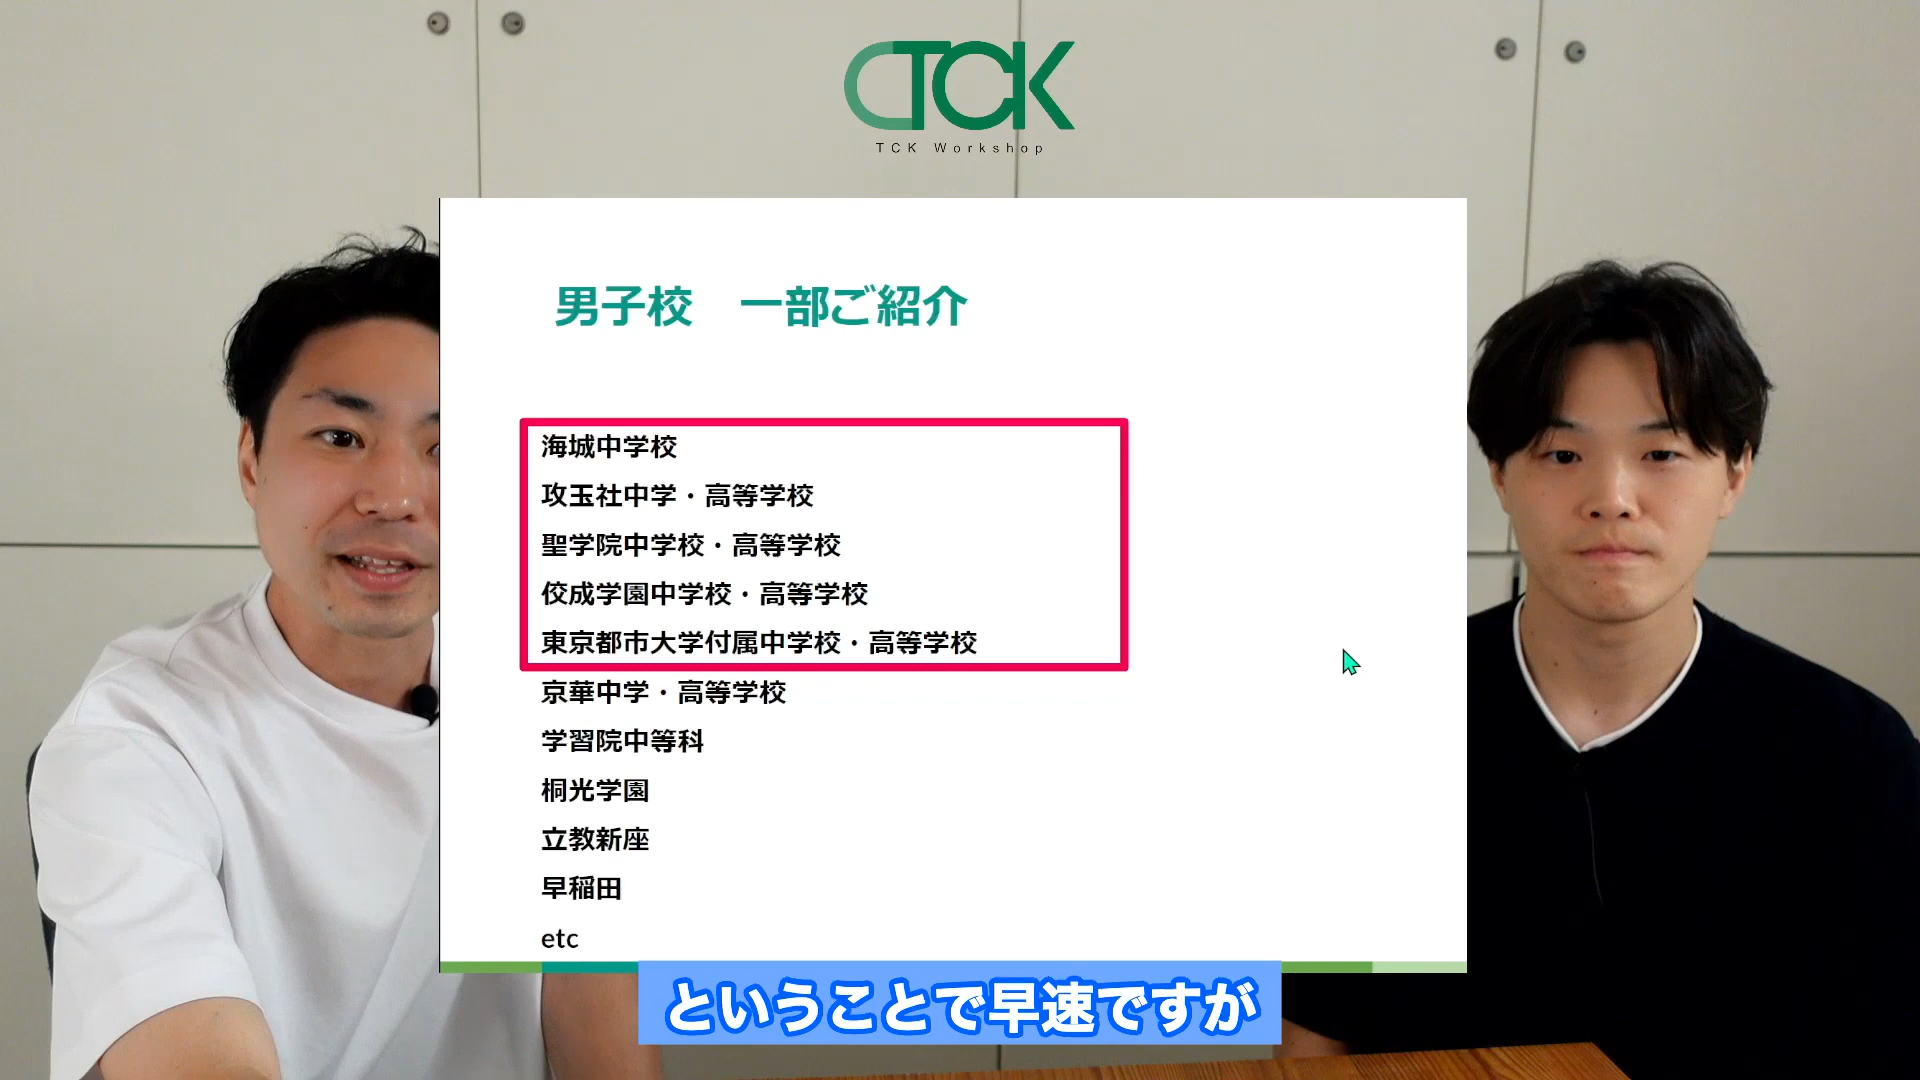 TCK
TCK Workshop
男子校　一部ご紹介
海城中学校
攻玉社中学・高等学校
聖学院中学校・高等学校
佼成学園中学校・高等学校
東京都市大学付属中学校・高等学校
京華中学・高等学校
学習院中等科
桐光学園
立教新座
早稲田
etc
ということで早速ですが